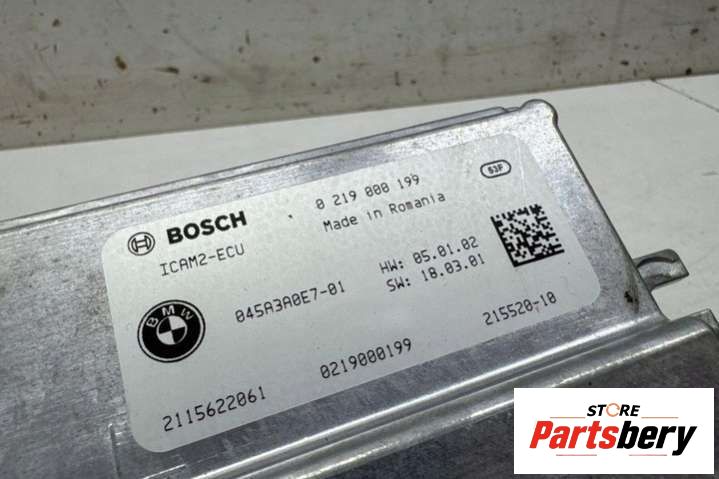 BOSCH
0 219 000 199
63F
ICAM2-ECU
Made in Romania
BMW
045A3A0E7-01
HW: 05.01.02
SW: 18.03.01
2115622061
0219000199
215520-10
STORE
Partsbery